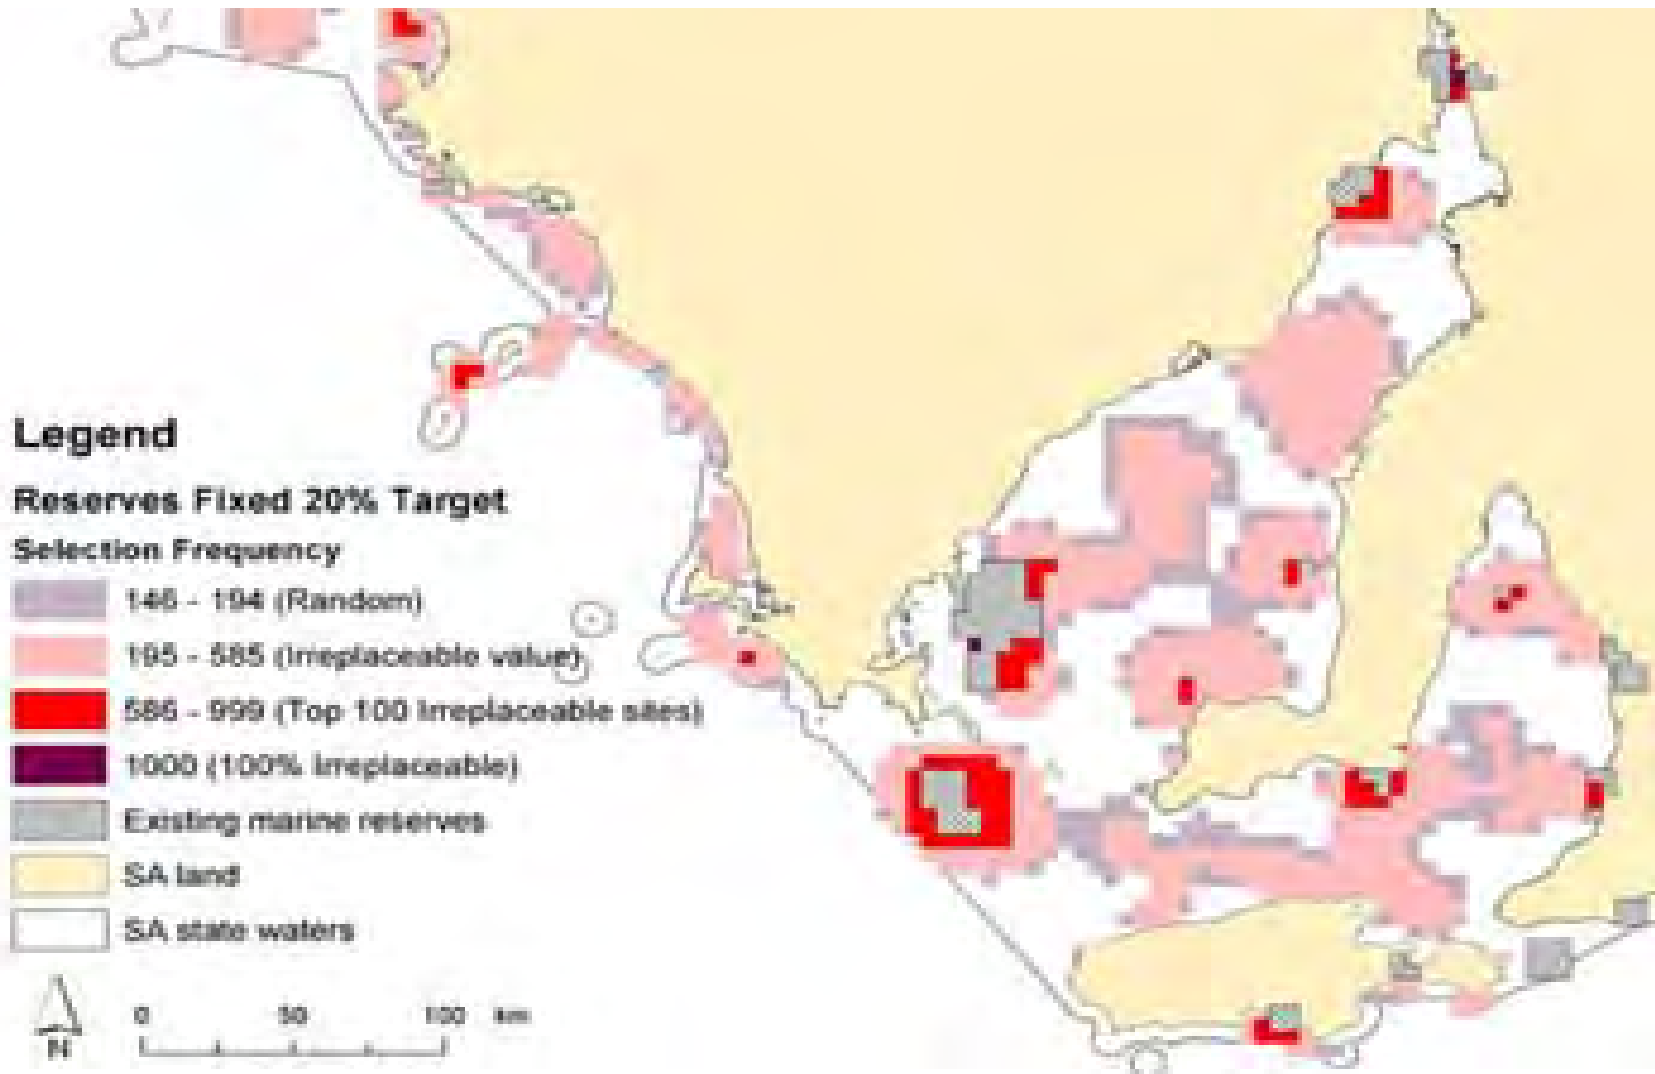 Legend
Reserves Fixed 20% Target
Selection Frequency
146 - 194 (Random)
195 - 585 (Irreplaceable value)
586 - 999 (Top 100 Irreplaceable sites)
1000 (100% Irreplaceable)
Existing marine reserves
SA land
SA state waters
0 50 100 km
N